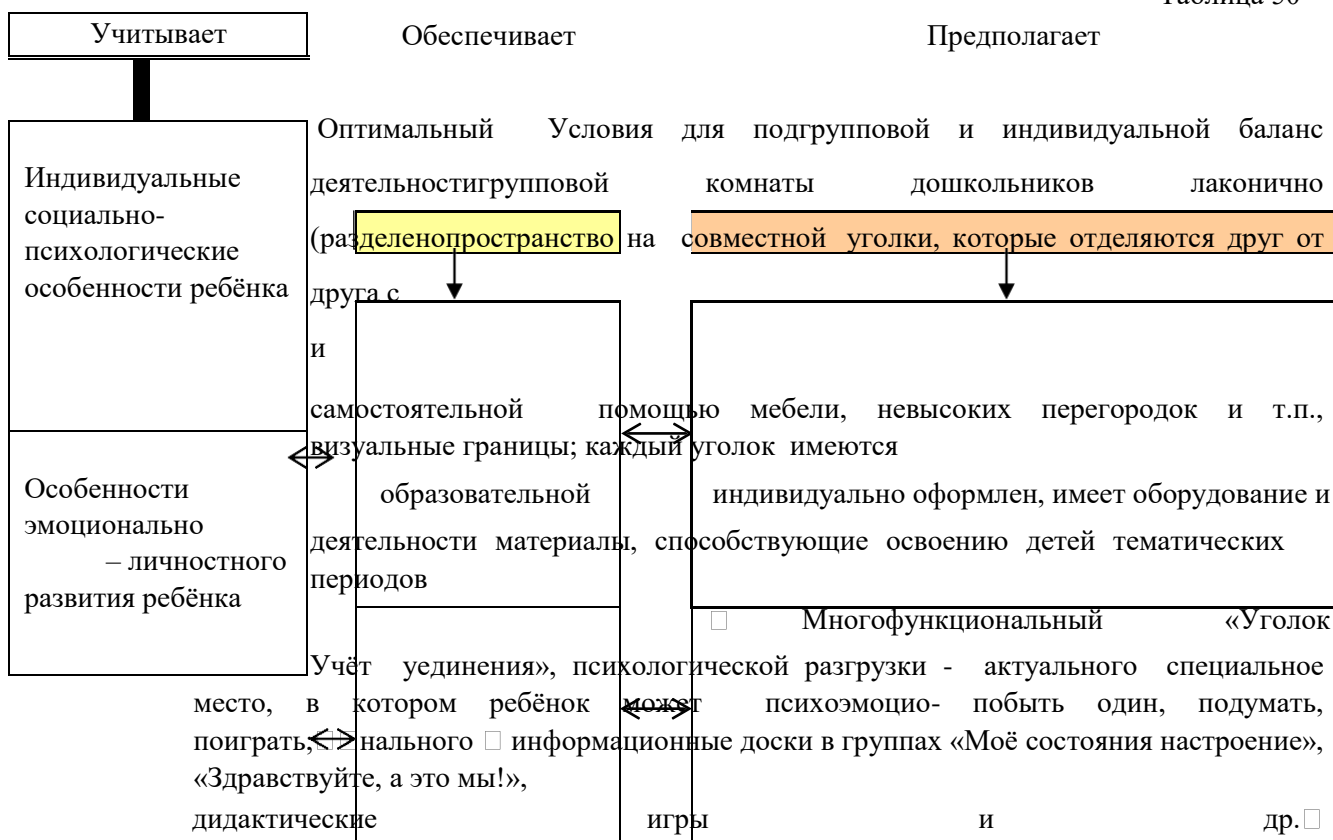 Учитывает Обеспечивает Предполагает
Индивидуальные
социально-
психологические
особенности ребёнка
Особенности
эмоционально
– личностного
развития ребёнка
Оптимальный Условия для подгрупповой и индивидуальной баланс
деятельностигрупповой комнаты дошкольников лаконично
(разделенопространство на совместной уголки, которые отделяются друг от
друга с
и
самостоятельной помощью мебели, невысоких перегородок и т.п.,
визуальные границы; каждый уголок имеются
образовательной индивидуально оформлен, имеет оборудование и
деятельности материалы, способствующие освоению детей тематических
периодов
Многофункциональный «Уголок
Учёт уединения», психологической разгрузки - актуального специальное
место, в котором ребёнок может психоэмоцио- побыть один, подумать,
поиграть, нального информационные доски в группах «Моё состояния настроение»,
«Здравствуйте, а это мы!»,
дидактические игры и др.